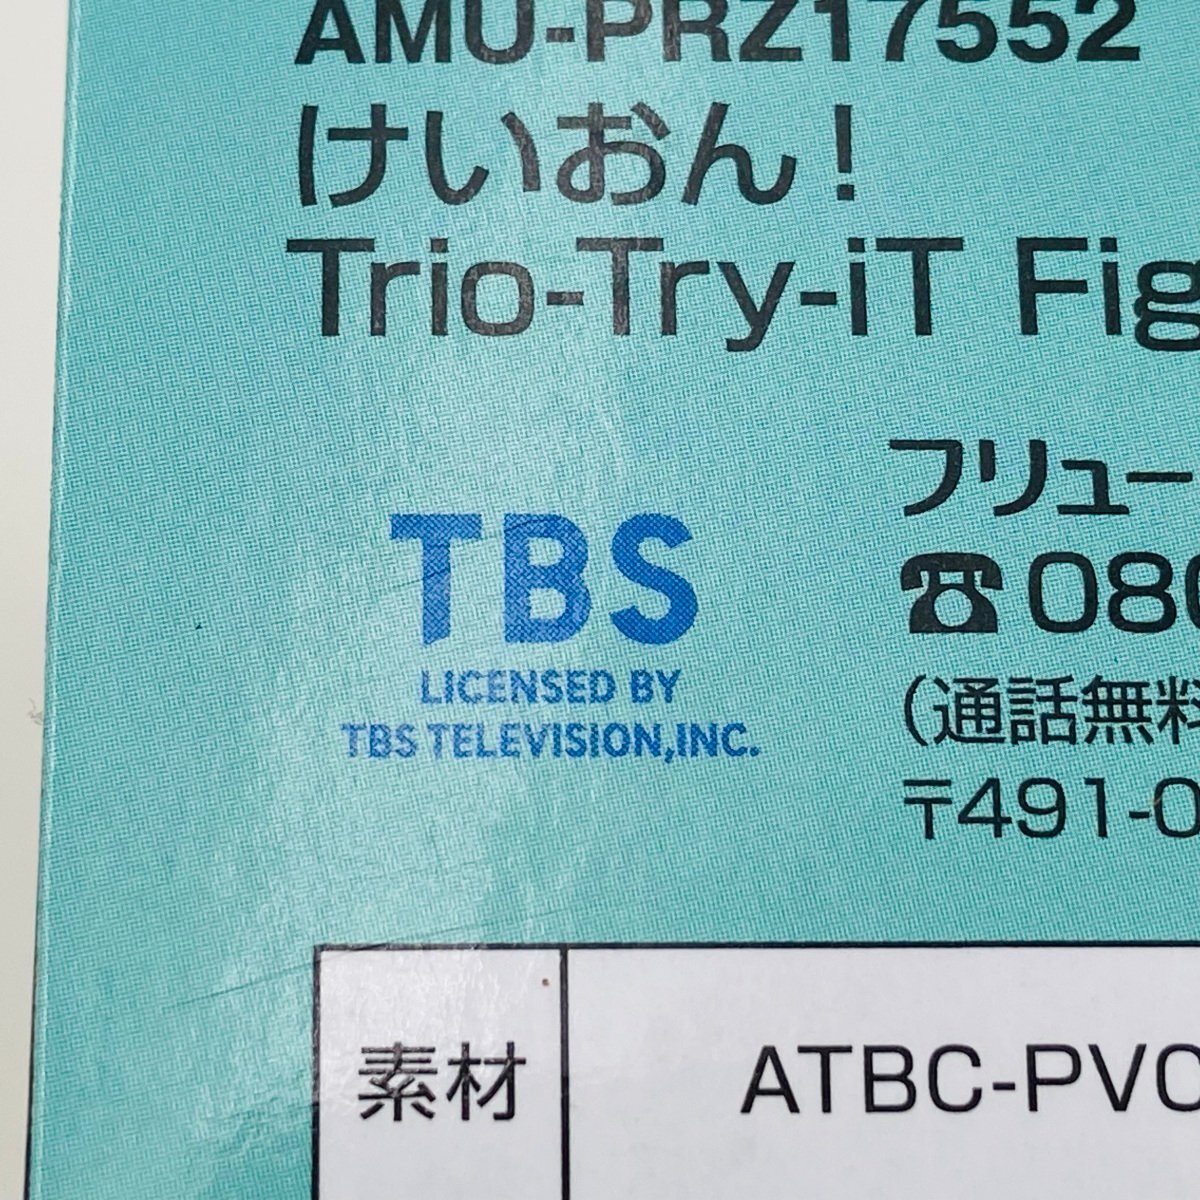 AMU-PRZ17552
けいおん!
Trio-Try-iT Fig
フリュー
TBS
☎080
LICENSED BY
(通話無料
TBS TELEVISION,INC.
〒491-0
素材 ATBC-PVC